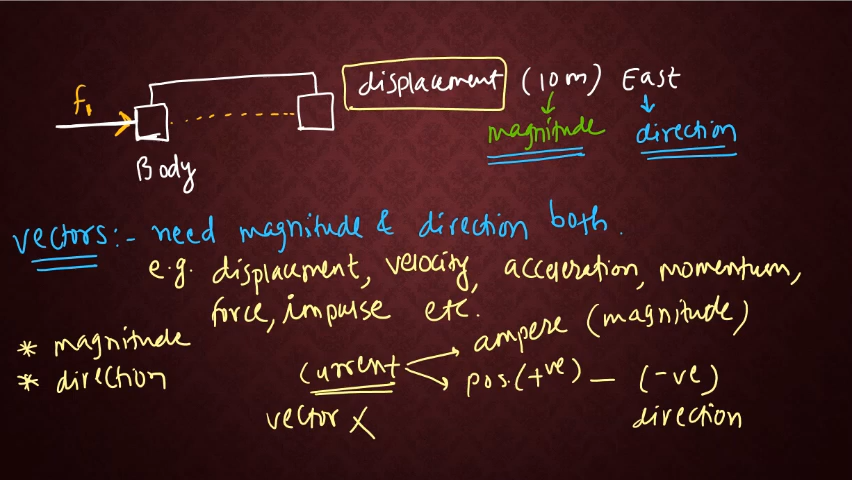 displacement (10 m) East
f₁
magnitude direction
Body
vectors:- need magnitude & direction both.
e.g. displacement, velocity, acceleration, momentum,
force, impulse etc.
* magnitude
* direction
Current ampere (magnitude)
pos.(+ve) - (-ve)
vector X direction